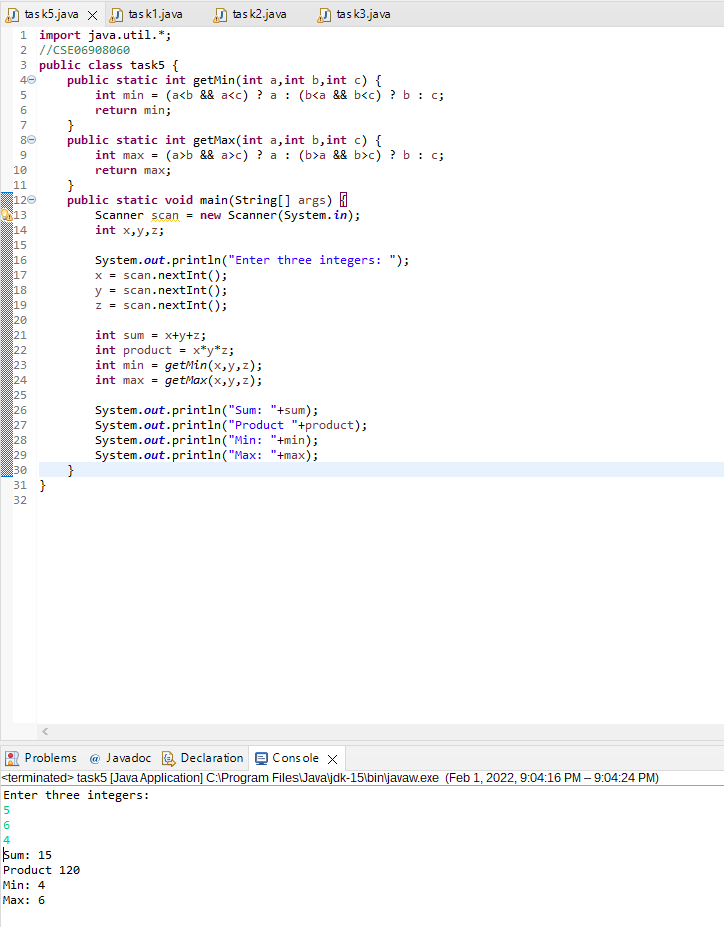 task5.java task1.java task2.java task3.java
1 import java.util.*;
2 //CSE06908060
3 public class task5 {
4 public static int getMin(int a,int b,int c) {
5 int min = (a<b && a<c) ? a : (b<a && b<c) ? b : c;
6 return min;
7 }
8 public static int getMax(int a,int b,int c) {
9 int max = (a>b && a>c) ? a : (b>a && b>c) ? b : c;
10 return max;
11 }
12 public static void main(String[] args) {
13 Scanner scan = new Scanner(System.in);
14 int x,y,z;
15
16 System.out.println("Enter three integers: ");
17 x = scan.nextInt();
18 y = scan.nextInt();
19 z = scan.nextInt();
20
21 int sum = x+y+z;
22 int product = x*y*z;
23 int min = getMin(x,y,z);
24 int max = getMax(x,y,z);
25
26 System.out.println("Sum: "+sum);
27 System.out.println("Product "+product);
28 System.out.println("Min: "+min);
29 System.out.println("Max: "+max);
30 }
31 }
32
Problems @ Javadoc Declaration Console
<terminated> task5 [Java Application] C:\Program Files\Java\jdk-15\bin\javaw.exe (Feb 1, 2022, 9:04:16 PM – 9:04:24 PM)
Enter three integers:
5
6
4
Sum: 15
Product 120
Min: 4
Max: 6